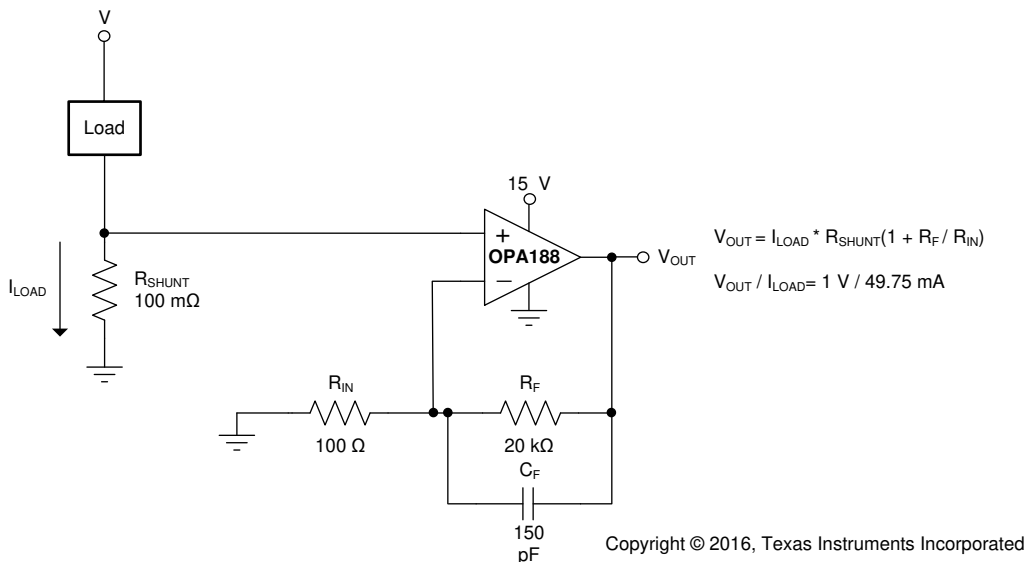 V
Load
15 V
+
OPA188
−
V_OUT
V_OUT = I_LOAD * R_SHUNT(1 + R_F / R_IN)
V_OUT / I_LOAD= 1 V / 49.75 mA
I_LOAD
R_SHUNT
100 mΩ
R_IN
100 Ω
R_F
20 kΩ
C_F
150
pF
Copyright © 2016, Texas Instruments Incorporated